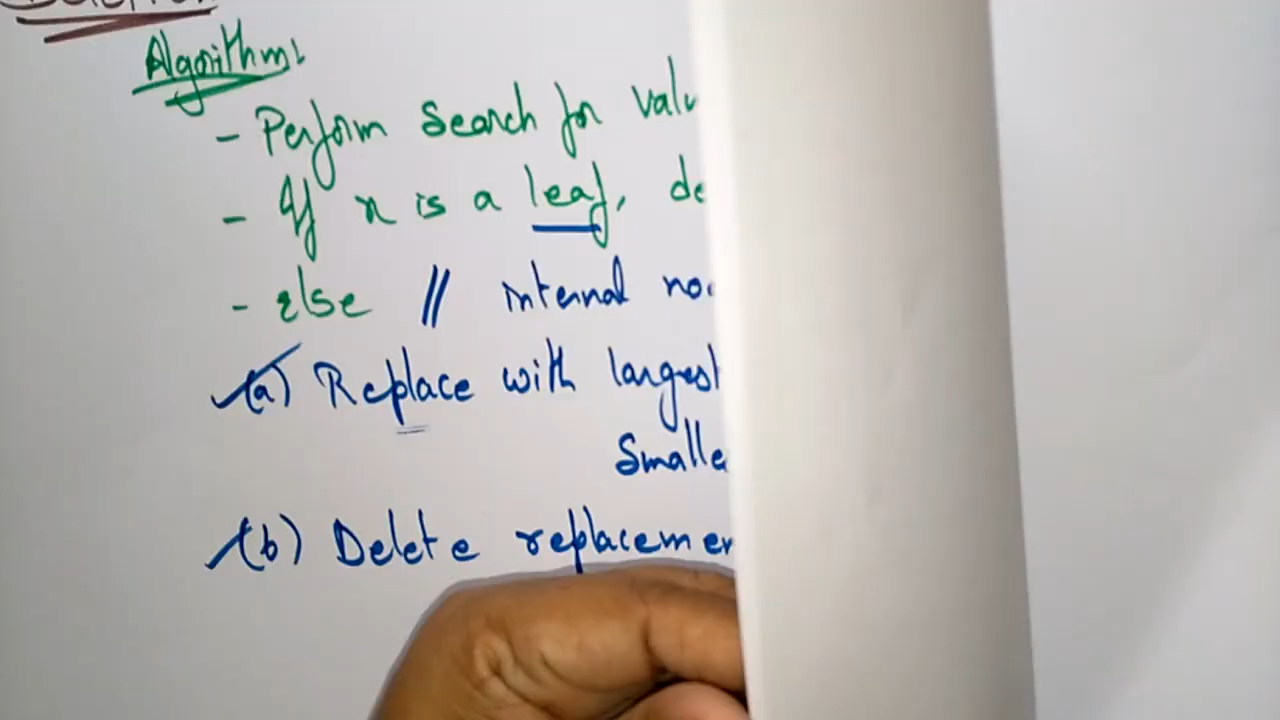 Algorithm:
- Perform search for valu
- If x is a leaf, de
- else // internal no
(a) Replace with largest
Smalle
(b) Delete replacemen